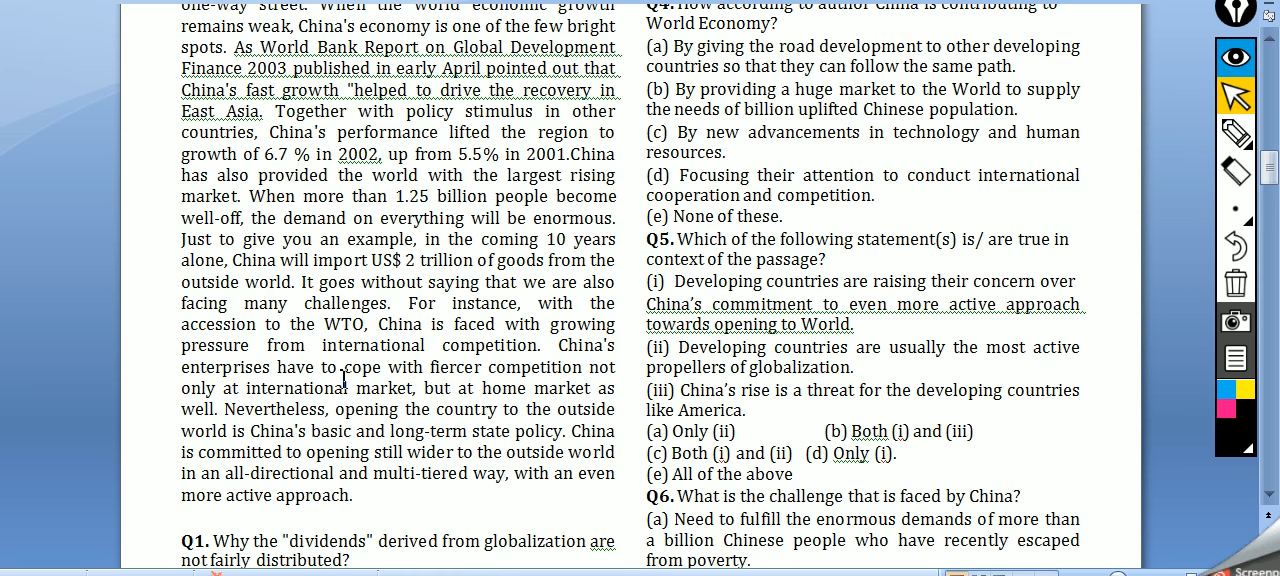 one-way street. When the world economic growth
remains weak, China's economy is one of the few bright
spots. As World Bank Report on Global Development
Finance 2003 published in early April pointed out that
China's fast growth "helped to drive the recovery in
East Asia. Together with policy stimulus in other
countries, China's performance lifted the region to
growth of 6.7 % in 2002, up from 5.5% in 2001.China
has also provided the world with the largest rising
market. When more than 1.25 billion people become
well-off, the demand on everything will be enormous.
Just to give you an example, in the coming 10 years
alone, China will import US$ 2 trillion of goods from the
outside world. It goes without saying that we are also
facing many challenges. For instance, with the
accession to the WTO, China is faced with growing
pressure from international competition. China's
enterprises have to cope with fiercer competition not
only at international market, but at home market as
well. Nevertheless, opening the country to the outside
world is China's basic and long-term state policy. China
is committed to opening still wider to the outside world
in an all-directional and multi-tiered way, with an even
more active approach.
Q1. Why the "dividends" derived from globalization are
not fairly distributed?
Q4. How according to author China is contributing to
World Economy?
(a) By giving the road development to other developing
countries so that they can follow the same path.
(b) By providing a huge market to the World to supply
the needs of billion uplifted Chinese population.
(c) By new advancements in technology and human
resources.
(d) Focusing their attention to conduct international
cooperation and competition.
(e) None of these.
Q5. Which of the following statement(s) is/ are true in
context of the passage?
(i) Developing countries are raising their concern over
China’s commitment to even more active approach
towards opening to World.
(ii) Developing countries are usually the most active
propellers of globalization.
(iii) China’s rise is a threat for the developing countries
like America.
(a) Only (ii) (b) Both (i) and (iii)
(c) Both (i) and (ii) (d) Only (i).
(e) All of the above
Q6. What is the challenge that is faced by China?
(a) Need to fulfill the enormous demands of more than
a billion Chinese people who have recently escaped
from poverty.